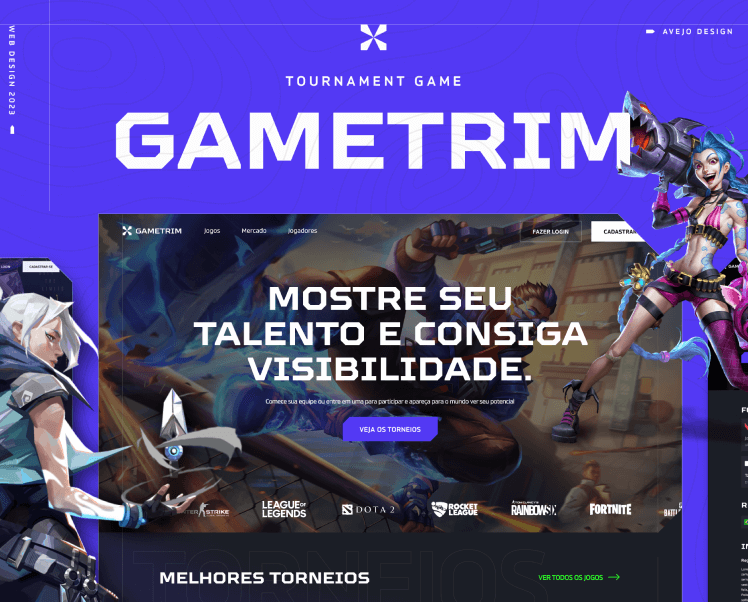 WEB DESIGN 2023
AVEJO DESIGN
TOURNAMENT GAME
GAMETRIM
GAMETRIM
Jogos
Mercado
Jogadores
FAZER LOGIN
CADASTRAR
LOGIN
CADASTRAR-SE
MOSTRE SEU
TALENTO E CONSIGA
VISIBILIDADE.
Comece sua equipe ou entre em uma para participar e apareça para o mundo ver seu potencial
VEJA OS TORNEIOS
STRIKE
LEAGUE OF
LEGENDS
DOTA 2
ROCKET
LEAGUE
RAINBOW SIX
FORTNITE
TORNEIOS
MELHORES TORNEIOS
VER TODOS OS JOGOS